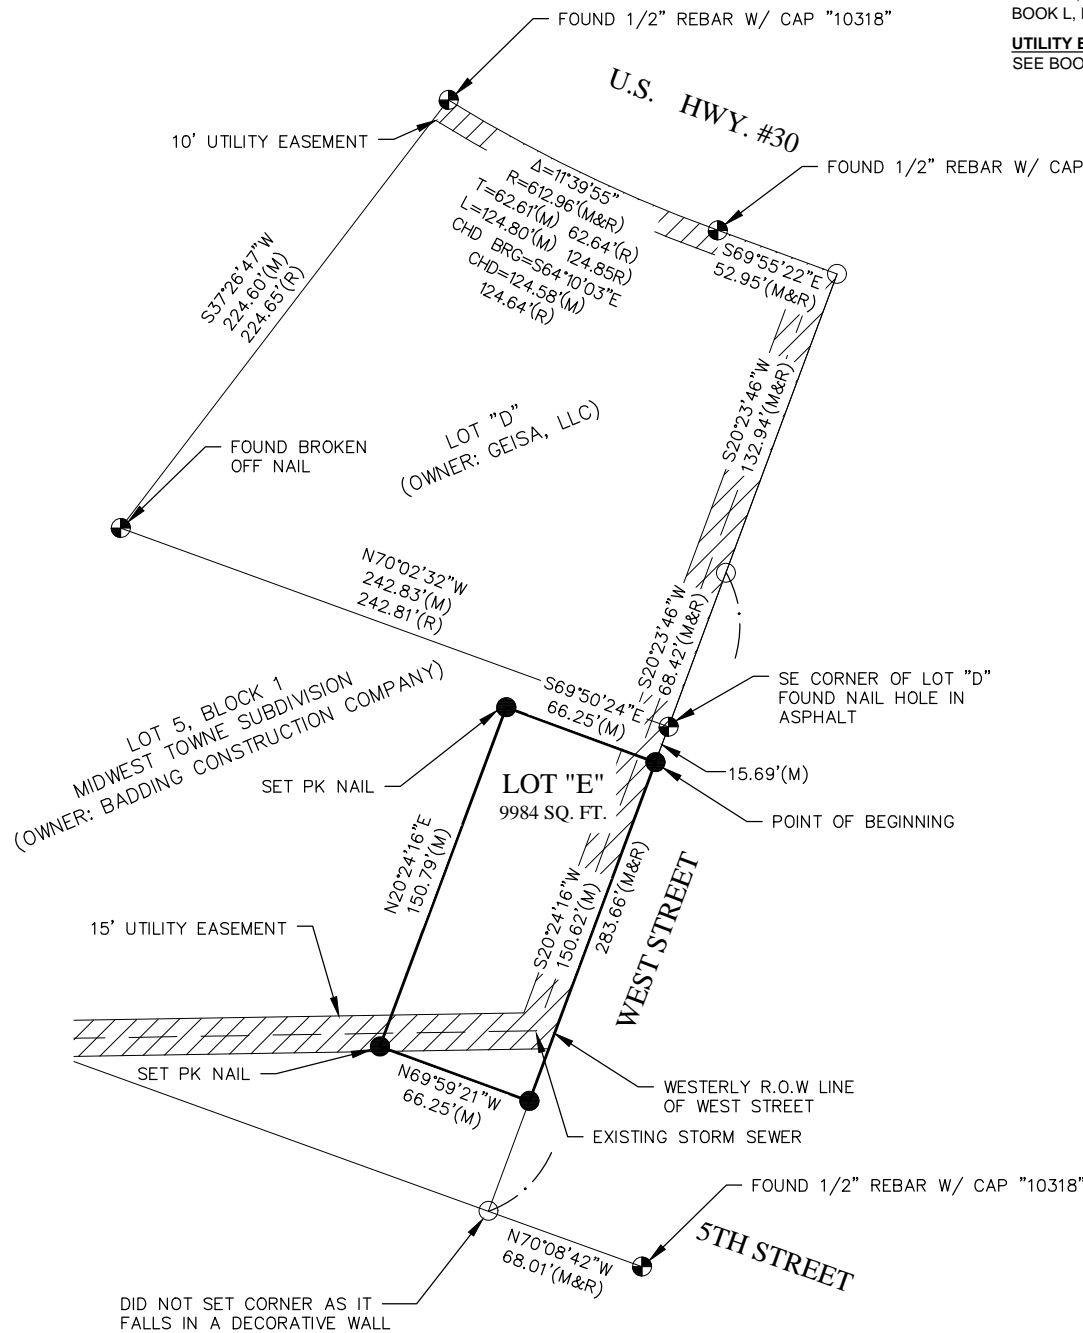 FOUND 1/2" REBAR W/ CAP "10318"
BOOK L,
UTILITY
SEE
U.S. HWY. #30
10' UTILITY EASEMENT
FOUND 1/2" REBAR W/ CAP
Δ=11°39'55"
R=612.96'(M&R)
T=62.61'(M) 62.64'(R)
L=124.80'(M) 124.85R)
CHD BRG=S64°10'03"E
CHD=124.58'(M)
124.64'(R)
S69°55'22"E
52.95'(M&R)
S37°26'47"W
224.60'(M)
224.65'(R)
S20°23'46"W
132.94'(M&R)
LOT "D"
(OWNER: GEISA, LLC)
FOUND BROKEN
OFF NAIL
N70°02'32"W
242.83'(M)
242.81'(R)
S20°23'46"W
68.42'(M&R)
SE CORNER OF LOT "D"
FOUND NAIL HOLE IN
ASPHALT
S69°50'24"E
66.25'(M)
LOT 5, BLOCK 1
MIDWEST TOWNE SUBDIVISION
(OWNER: BADDING CONSTRUCTION COMPANY)
SET PK NAIL
LOT "E"
9984 SQ. FT.
15.69'(M)
POINT OF BEGINNING
N20°24'16"E
150.79'(M)
S20°24'16"W
150.62'(M)
283.66'(M&R)
WEST STREET
15' UTILITY EASEMENT
SET PK NAIL
N69°59'21"W
66.25'(M)
WESTERLY R.O.W LINE
OF WEST STREET
EXISTING STORM SEWER
FOUND 1/2" REBAR W/ CAP "10318"
N70°08'42"W
68.01'(M&R)
5TH STREET
DID NOT SET CORNER AS IT
FALLS IN A DECORATIVE WALL